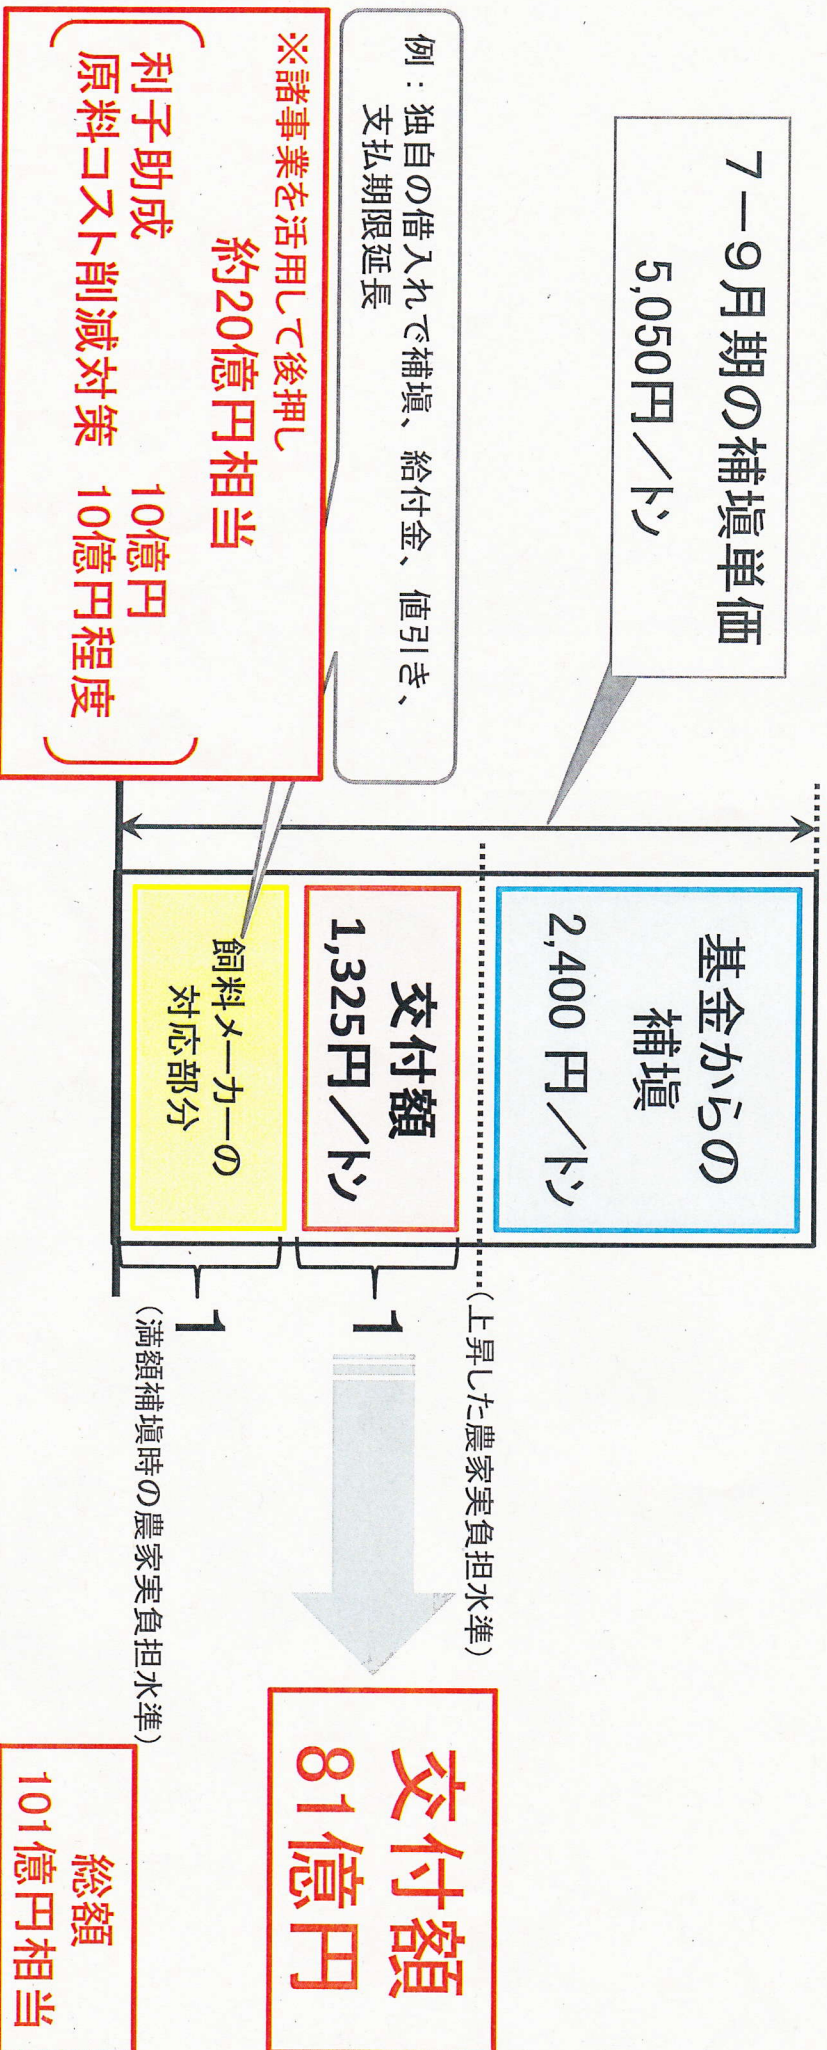 7－9月期の補塡単価
5,050円／トン
例：独自の借入れで補塡、給付金、値引き、
支払期限延長
※諸事業を活用して後押し
約20億円相当
利子助成 10億円
原料コスト削減対策 10億円程度
基金からの
補塡
2,400 円／トン
交付額
1,325円／トン
飼料メーカーの
対応部分
（上昇した農家実負担水準）
1
1
（満額補塡時の農家実負担水準）
交付額
81億円
総額
101億円相当